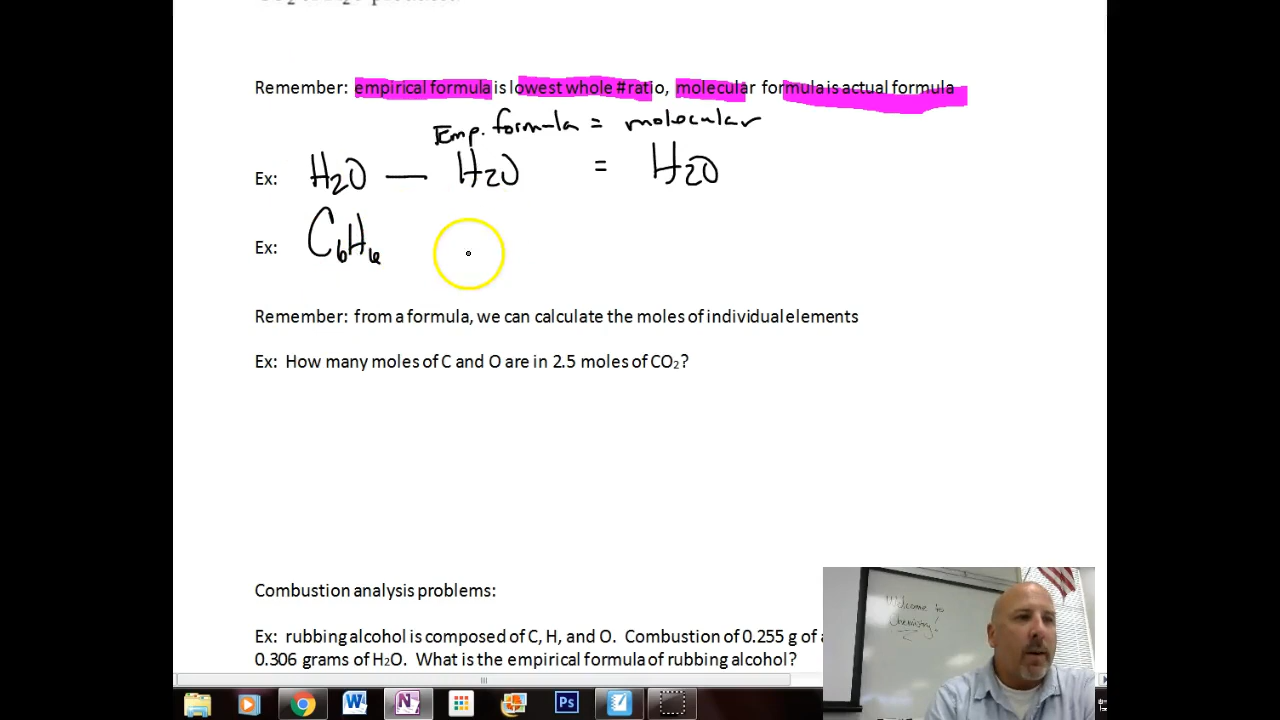 Remember: empirical formula is lowest whole # ratio, molecular formula is actual formula
Emp. formula = molecular
Ex: H₂O — H₂O = H₂O
Ex: C₆H₆
Remember: from a formula, we can calculate the moles of individual elements
Ex: How many moles of C and O are in 2.5 moles of CO₂?
Combustion analysis problems:
Ex: rubbing alcohol is composed of C, H, and O. Combustion of 0.255 g of
0.306 grams of H₂O. What is the empirical formula of rubbing alcohol?
Welcome to
Chemistry!
W
N
Ps